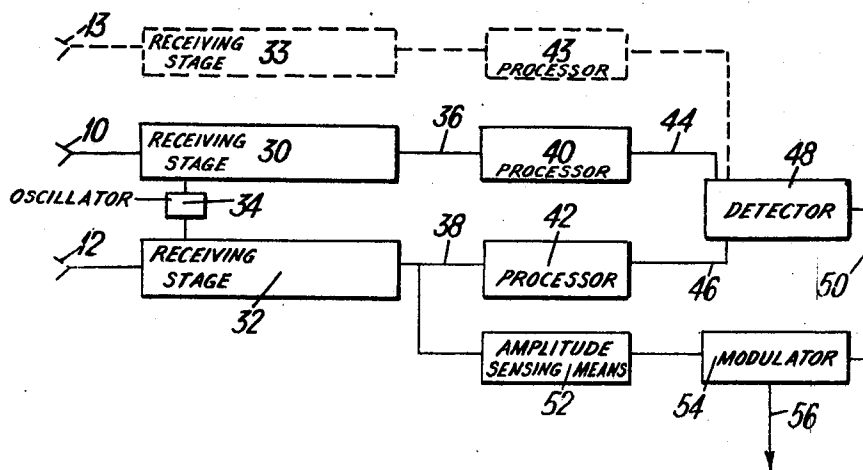 13
RECEIVING
STAGE 33
43
PROCESSOR
10
RECEIVING
STAGE 30
36
40
PROCESSOR
44
48
DETECTOR
OSCILLATOR 34
12
RECEIVING
STAGE
32
38
42
PROCESSOR
46
50
AMPLITUDE
SENSING MEANS
52
MODULATOR
54
56